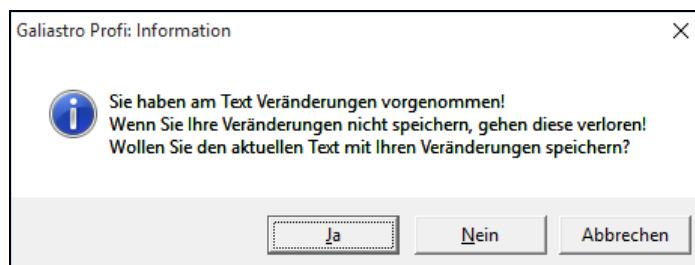 Galiastro Profi: Information
Sie haben am Text Veränderungen vorgenommen!
Wenn Sie Ihre Veränderungen nicht speichern, gehen diese verloren!
Wollen Sie den aktuellen Text mit Ihren Veränderungen speichern?
Ja Nein Abbrechen